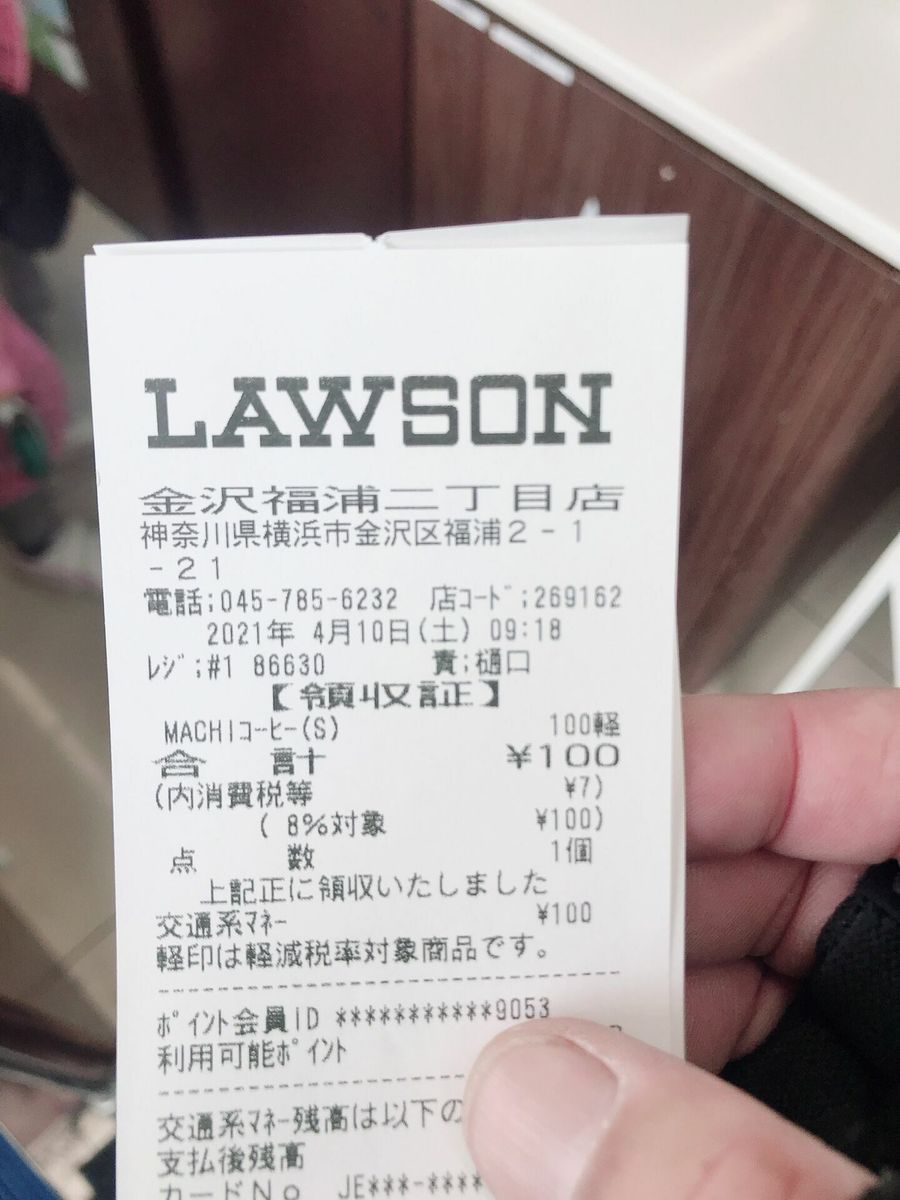 LAWSON
金沢福浦二丁目店
神奈川県横浜市金沢区福浦2-1
-21
電話;045-785-6232 店ｺｰﾄﾞ;269162
2021年 4月10日(土) 09:18
ﾚｼﾞ;#1 86630 責;樋口
【領収証】
MACHIｺｰﾋｰ(S) 100軽
合 計 ¥100
(内消費税等 ¥7)
( 8%対象 ¥100)
点 数 1個
上記正に領収いたしました
交通系ﾏﾈｰ ¥100
軽印は軽減税率対象商品です。
ﾎﾟｲﾝﾄ会員ID ***********9053
利用可能ﾎﾟｲﾝﾄ
交通系ﾏﾈｰ残高は以下の
支払後残高
カードNo JE***-****